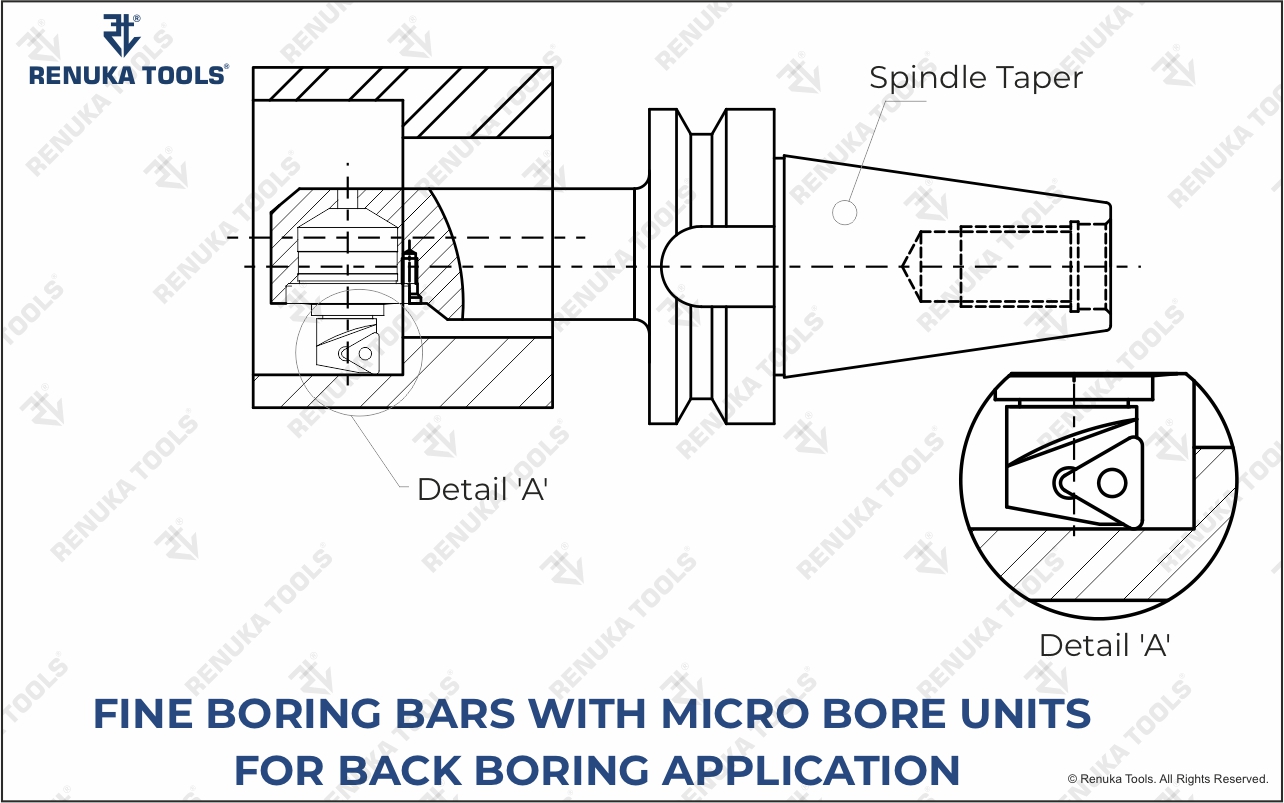 RENUKA TOOLS®
Spindle Taper
Detail 'A'
Detail 'A'
FINE BORING BARS WITH MICRO BORE UNITS
FOR BACK BORING APPLICATION
© Renuka Tools. All Rights Reserved.